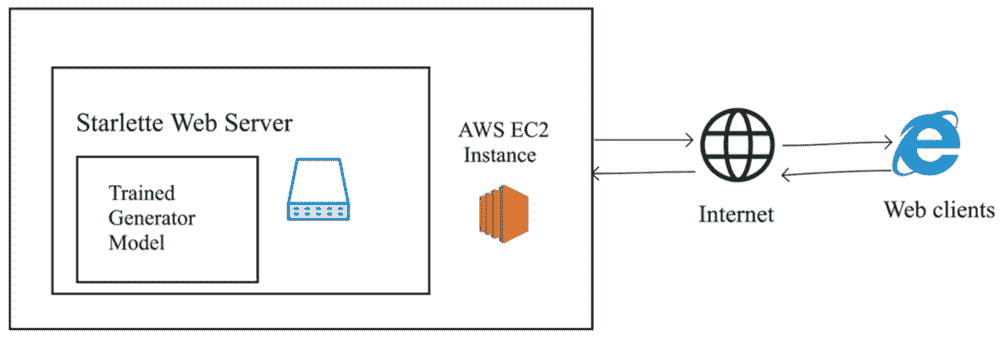 Starlette Web Server
Trained
Generator
Model
AWS EC2
Instance
Internet
Web clients